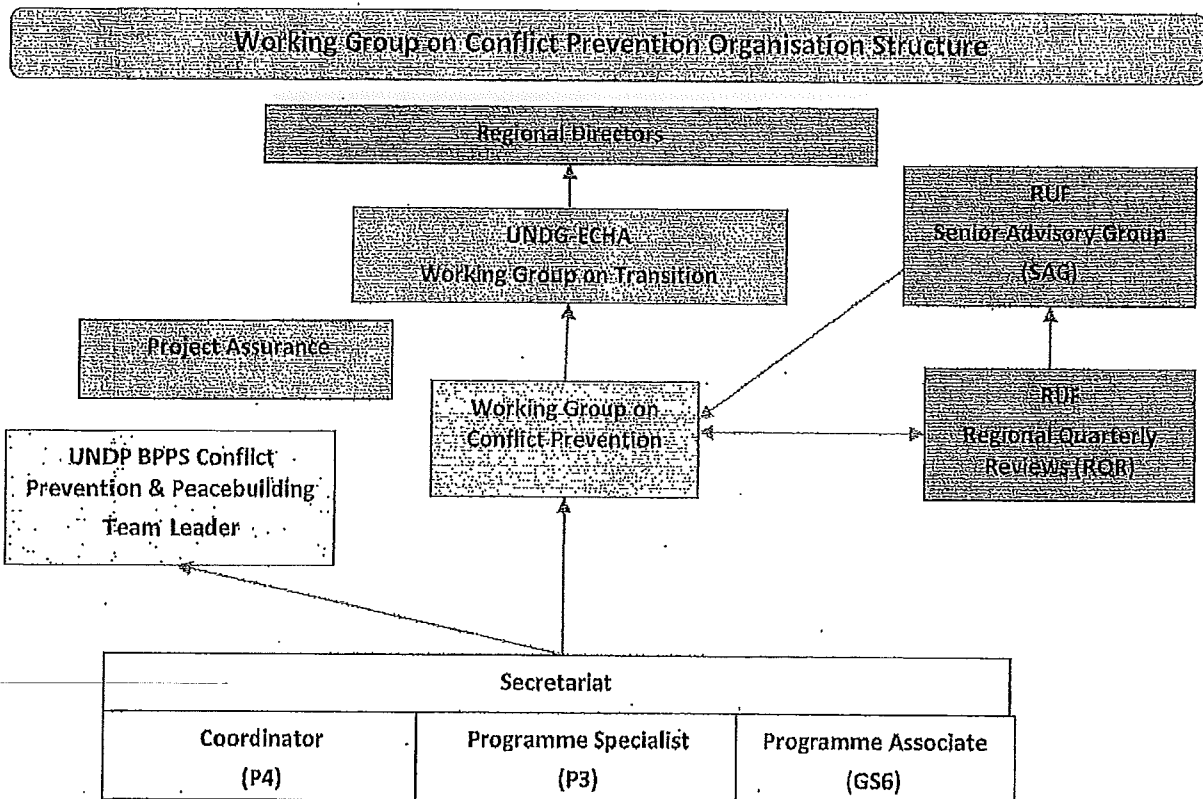 Working Group on Conflict Prevention Organisation Structure
Regional Directors
UNDG-ECHA
Working Group on Transition
RUF
Senior Advisory Group
(SAG)
Project Assurance
Working Group on
Conflict Prevention
RUF
Regional Quarterly
Reviews (RQR)
UNDP BPPS Conflict
Prevention & Peacebuilding
Team Leader
Secretariat
Coordinator
(P4)
Programme Specialist
(P3)
Programme Associate
(GS6)